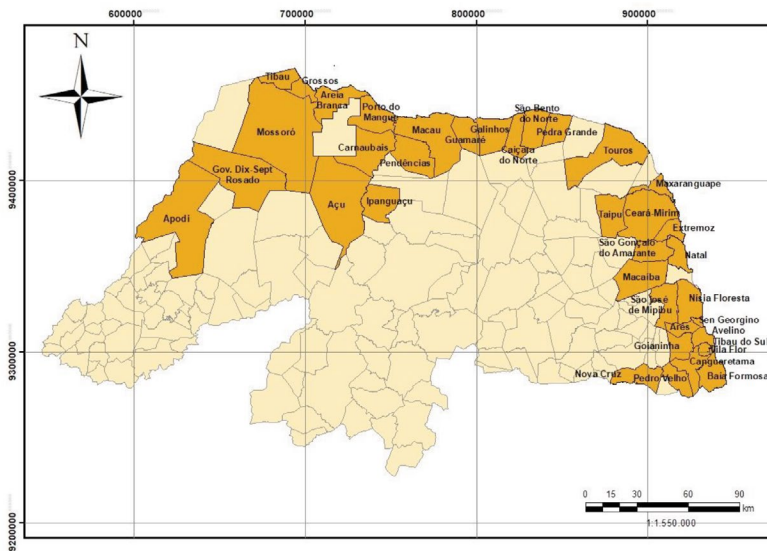 600000 700000 800000 900000
N
Tibau
Grossos
Areia
Branca
Porto do
Mangue
São Bento
do Norte
Mossoró
Macau
Galinhos
Pedra Grande
Guamaré
Carnaubais
Caiçara
do Norte
Touros
Pendências
Gov. Dix-Sept
Rosado
9400000
Maxaranguape
Açu
Ipanguaçu
Apodi
Taipu
Ceará-Mirim
Extremoz
São Gonçalo
do Amarante
Natal
Macaíba
São José
de Mipibu
Nísia Floresta
Sen Georgino
Avelino
Arês
Tibau do Sul
Vila Flor
Goianinha
9300000
Canguretama
Nova Cruz
Pedro Velho
Baía Formosa
0 15 30 60 90
km
1:1.550.000
9200000